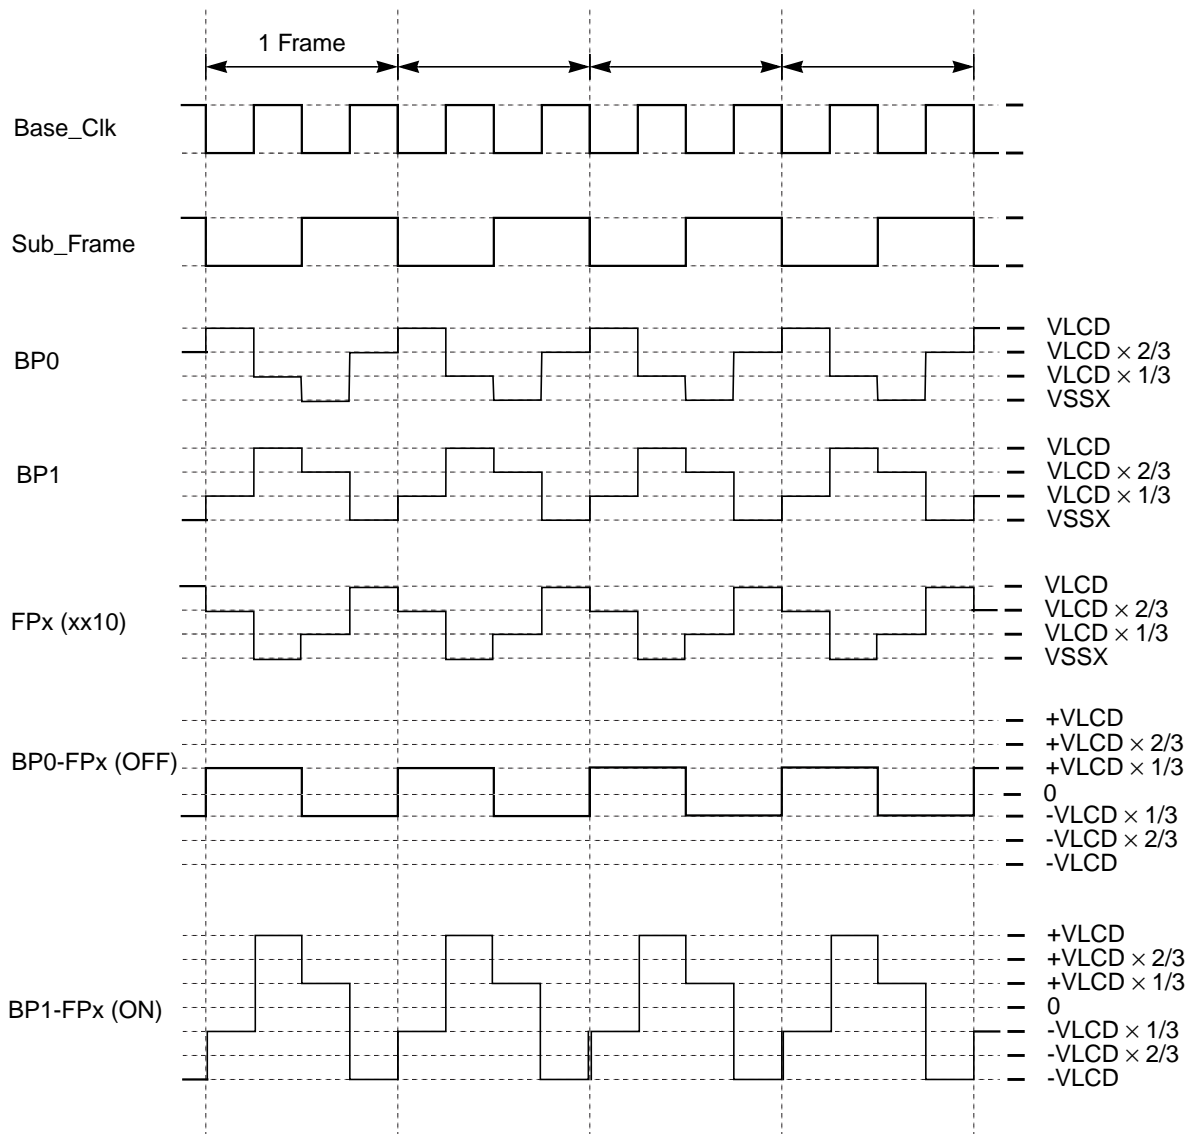 1 Frame
Base_Clk
Sub_Frame
BP0
VLCD
VLCD × 2/3
VLCD × 1/3
VSSX
BP1
VLCD
VLCD × 2/3
VLCD × 1/3
VSSX
FPx (xx10)
VLCD
VLCD × 2/3
VLCD × 1/3
VSSX
BP0-FPx (OFF)
+VLCD
+VLCD × 2/3
+VLCD × 1/3
0
-VLCD × 1/3
-VLCD × 2/3
-VLCD
BP1-FPx (ON)
+VLCD
+VLCD × 2/3
+VLCD × 1/3
0
-VLCD × 1/3
-VLCD × 2/3
-VLCD